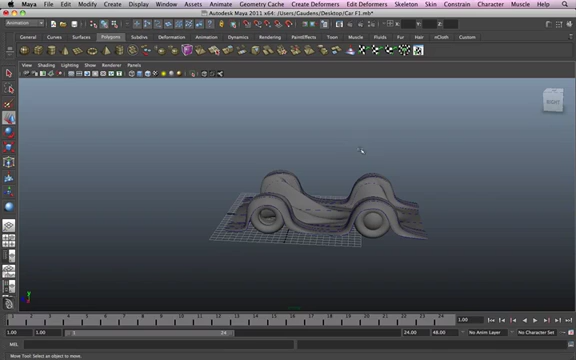 Maya File Edit Modify Create Display Window Assets Animate Geometry Cache Create Deformers Edit Deformers Skeleton Skin Constrain Character Muscle Help
Autodesk Maya 2011 x64: /Users/Gaudens/Desktop/Car F1.mb*
Animation
General Curves Surfaces Polygons Subdivs Deformation Animation Dynamics Rendering PaintEffects Toon Muscle Fluids Fur Hair nCloth Custom
View Shading Lighting Show Renderer Panels
RIGHT
1.00
1.00 1.00 1 24 24.00 48.00 No Anim Layer No Character Set
MEL
Move Tool: Select an object to move.